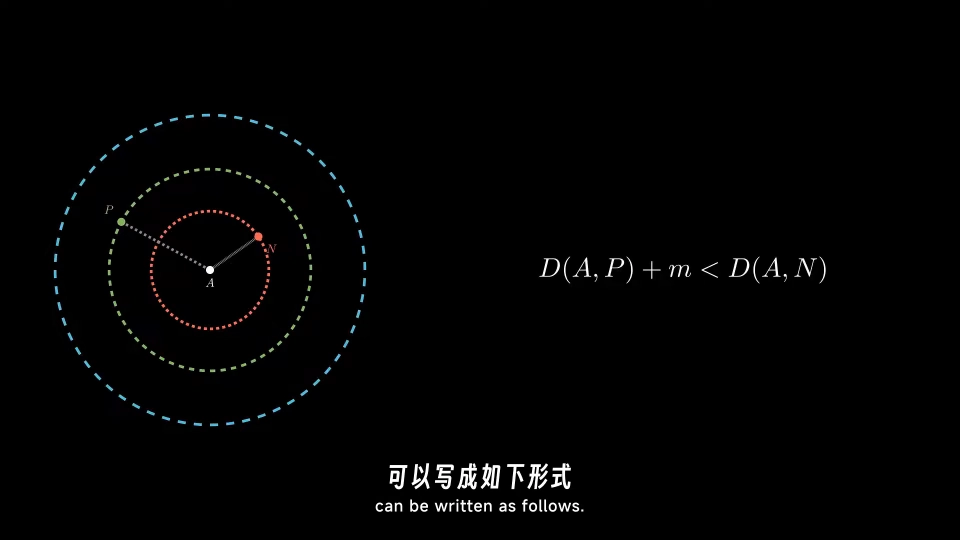 P
N
A
D(A, P) + m < D(A, N)
可以写成如下形式
can be written as follows.